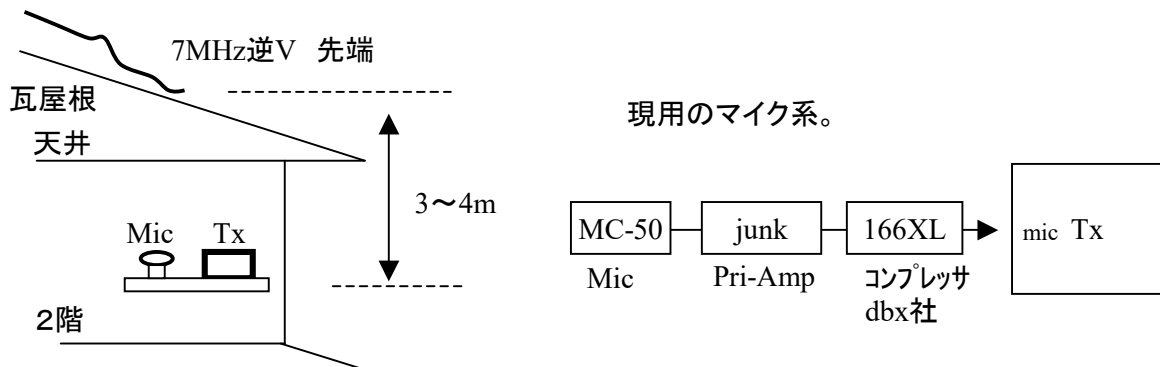 7MHz逆V 先端
瓦屋根
天井
3～4m
Mic Tx
2階
現用のマイク系。
MC-50 junk 166XL mic Tx
Mic Pri-Amp コンプレッサ
dbx社